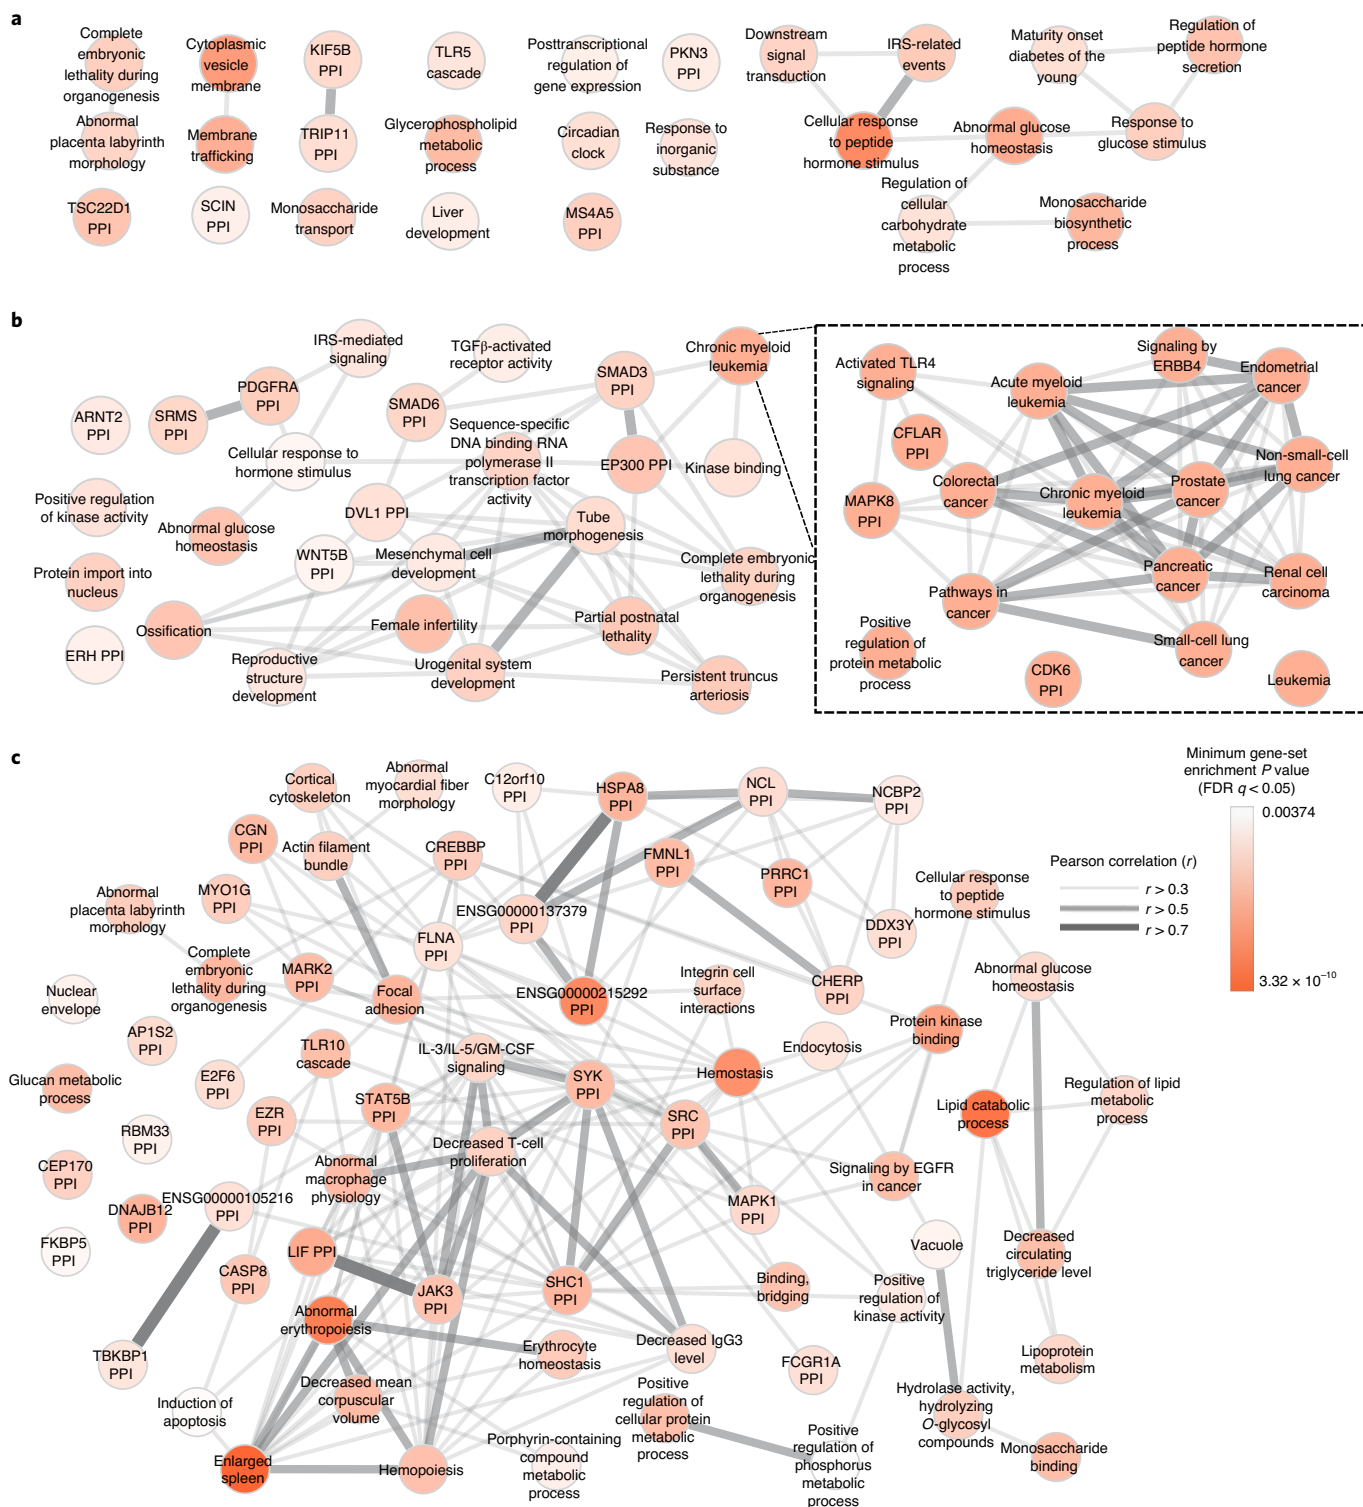 a
Complete
embryonic
lethality during
organogenesis
Cytoplasmic
vesicle
membrane
KIF5B
PPI
TLR5
cascade
Posttranscriptional
regulation of
gene expression
PKN3
PPI
Downstream
signal
transduction
IRS-related
events
Maturity onset
diabetes of the
young
Regulation of
peptide hormone
secretion
Abnormal
placenta labyrinth
morphology
Membrane
trafficking
TRIP11
PPI
Glycerophospholipid
metabolic
process
Circadian
clock
Response to
inorganic
substance
Cellular response
to peptide
hormone stimulus
Abnormal glucose
homeostasis
Response to
glucose stimulus
TSC22D1
PPI
SCIN
PPI
Monosaccharide
transport
Liver
development
MS4A5
PPI
Regulation of
cellular
carbohydrate
metabolic
process
Monosaccharide
biosynthetic
process
b
IRS-mediated
signaling
TGFβ-activated
receptor activity
Chronic myeloid
leukemia
SMAD3
PPI
PDGFRA
PPI
ARNT2
PPI
SRMS
PPI
SMAD6
PPI
Sequence-specific
DNA binding RNA
polymerase II
transcription factor
activity
Cellular response to
hormone stimulus
EP300 PPI
Kinase binding
Positive regulation
of kinase activity
Abnormal glucose
homeostasis
DVL1 PPI
Tube
morphogenesis
WNT5B
PPI
Mesenchymal cell
development
Complete embryonic
lethality during
organogenesis
Protein import into
nucleus
Ossification
Female infertility
Partial postnatal
lethality
ERH PPI
Reproductive
structure
development
Urogenital system
development
Persistent truncus
arteriosis
Activated TLR4
signaling
Acute myeloid
leukemia
Signaling by
ERBB4
Endometrial
cancer
CFLAR
PPI
Non-small-cell
lung cancer
Colorectal
cancer
Chronic myeloid
leukemia
Prostate
cancer
MAPK8
PPI
Pancreatic
cancer
Renal cell
carcinoma
Pathways in
cancer
Positive
regulation of
protein metabolic
process
Small-cell lung
cancer
CDK6
PPI
Leukemia
c
Cortical
cytoskeleton
Abnormal
myocardial fiber
morphology
C12orf10
PPI
HSPA8
PPI
NCL
PPI
NCBP2
PPI
Minimum gene-set
enrichment P value
(FDR q < 0.05)
0.00374
3.32 × 10⁻¹⁰
Pearson correlation (r)
r > 0.3
r > 0.5
r > 0.7
CGN
PPI
Actin filament
bundle
CREBBP
PPI
FMNL1
PPI
PRRC1
PPI
Cellular response
to peptide
hormone stimulus
Abnormal
placenta labyrinth
morphology
MYO1G
PPI
ENSG00000137379
PPI
DDX3Y
PPI
FLNA
PPI
Complete
embryonic
lethality during
organogenesis
MARK2
PPI
Focal
adhesion
ENSG00000215292
PPI
Integrin cell
surface
interactions
CHERP
PPI
Abnormal glucose
homeostasis
Nuclear
envelope
AP1S2
PPI
TLR10
cascade
IL-3/IL-5/GM-CSF
signaling
Endocytosis
Protein kinase
binding
Glucan metabolic
process
E2F6
PPI
SYK
PPI
Hemostasis
Lipid catabolic
process
Regulation of lipid
metabolic
process
RBM33
PPI
EZR
PPI
STAT5B
PPI
SRC
PPI
Decreased T-cell
proliferation
CEP170
PPI
Abnormal
macrophage
physiology
Signaling by EGFR
in cancer
ENSG00000105216
PPI
DNAJB12
PPI
MAPK1
PPI
FKBP5
PPI
LIF PPI
Vacuole
Decreased
circulating
triglyceride level
CASP8
PPI
JAK3
PPI
SHC1
PPI
Binding,
bridging
Positive
regulation of
kinase activity
Abnormal
erythropoiesis
TBKBP1
PPI
Erythrocyte
homeostasis
Decreased IgG3
level
FCGR1A
PPI
Lipoprotein
metabolism
Induction of
apoptosis
Decreased mean
corpuscular
volume
Positive
regulation of
cellular protein
metabolic
process
Hydrolase activity,
hydrolyzing
O-glycosyl
compounds
Enlarged
spleen
Hemopoiesis
Porphyrin-containing
compound
metabolic
process
Positive
regulation of
phosphorus
metabolic process
Monosaccharide
binding